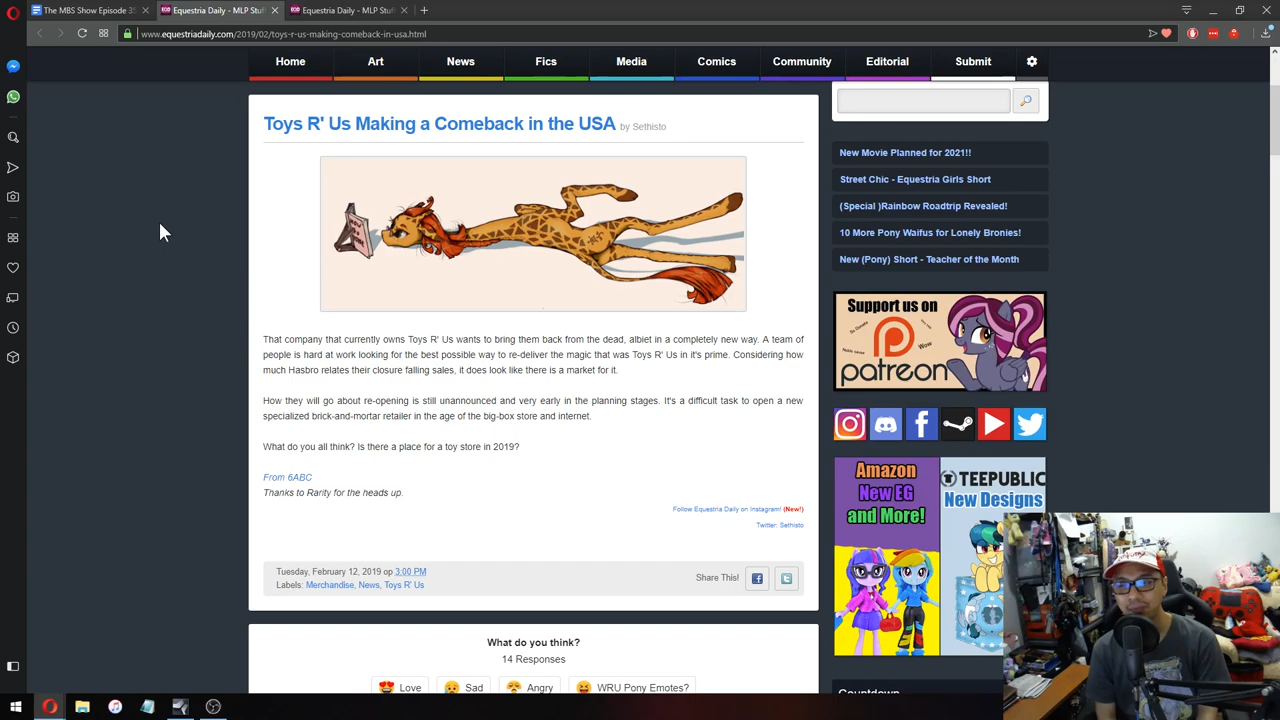 The MBS Show Episode 35
Equestria Daily - MLP Stuff
Equestria Daily - MLP Stuff
www.equestriadaily.com/2019/02/toys-r-us-making-comeback-in-usa.html
Home Art News Fics Media Comics Community Editorial Submit
Toys R' Us Making a Comeback in the USA by Sethisto
That company that currently owns Toys R' Us wants to bring them back from the dead, albiet in a completely new way. A team of
people is hard at work looking for the best possible way to re-deliver the magic that was Toys R' Us in it's prime. Considering how
much Hasbro relates their closure falling sales, it does look like there is a market for it.
How they will go about re-opening is still unannounced and very early in the planning stages. It's a difficult task to open a new
specialized brick-and-mortar retailer in the age of the big-box store and internet.
What do you all think? Is there a place for a toy store in 2019?
From 6ABC
Thanks to Rarity for the heads up.
Follow Equestria Daily on Instagram! (New!)
Twitter: Sethisto
Tuesday, February 12, 2019 op 3:00 PM
Labels: Merchandise, News, Toys R' Us
Share This!
What do you think?
14 Responses
Love Sad Angry WRU Pony Emotes?
New Movie Planned for 2021!!
Street Chic - Equestria Girls Short
(Special )Rainbow Roadtrip Revealed!
10 More Pony Waifus for Lonely Bronies!
New (Pony) Short - Teacher of the Month
Support us on
Wow
patreon
Amazon
New EG
and More!
TEEPUBLIC
New Designs
Countdown